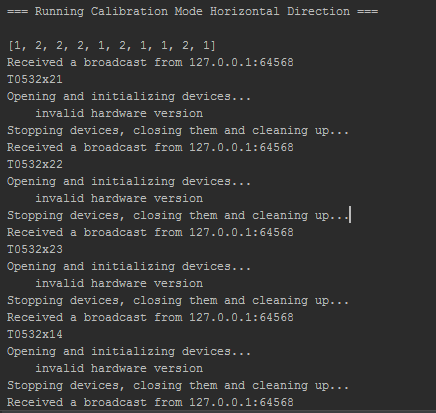 === Running Calibration Mode Horizontal Direction ===
[1, 2, 2, 2, 1, 2, 1, 1, 2, 1]
Received a broadcast from 127.0.0.1:64568
T0532x21
Opening and initializing devices...
invalid hardware version
Stopping devices, closing them and cleaning up...
Received a broadcast from 127.0.0.1:64568
T0532x22
Opening and initializing devices...
invalid hardware version
Stopping devices, closing them and cleaning up...
Received a broadcast from 127.0.0.1:64568
T0532x23
Opening and initializing devices...
invalid hardware version
Stopping devices, closing them and cleaning up...
Received a broadcast from 127.0.0.1:64568
T0532x14
Opening and initializing devices...
invalid hardware version
Stopping devices, closing them and cleaning up...
Received a broadcast from 127.0.0.1:64568